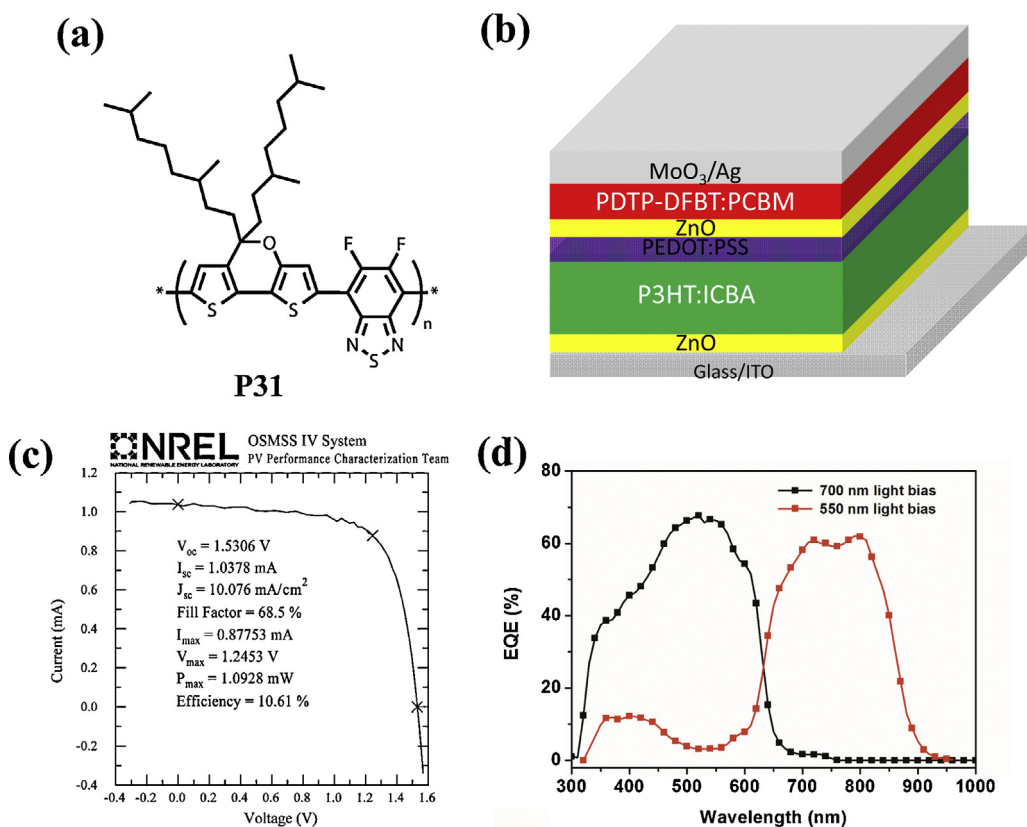 (a)
F F
O
* ( S S ) * n
N S N
P31
(b)
MoO₃/Ag
PDTP-DFBT:PCBM
ZnO
PEDOT:PSS
P3HT:ICBA
ZnO
Glass/ITO
(c)
NREL
NATIONAL RENEWABLE ENERGY LABORATORY
OSMSS IV System
PV Performance Characterization Team
1.2
1.0
0.8
0.6
0.4
0.2
0.0
-0.2
-0.4
Current (mA)
Voc = 1.5306 V
Isc = 1.0378 mA
Jsc = 10.076 mA/cm²
Fill Factor = 68.5 %
Imax = 0.87753 mA
Vmax = 1.2453 V
Pmax = 1.0928 mW
Efficiency = 10.61 %
-0.4 -0.2 0.0 0.2 0.4 0.6 0.8 1.0 1.2 1.4 1.6
Voltage (V)
(d)
80
60
40
20
0
EQE (%)
700 nm light bias
550 nm light bias
300 400 500 600 700 800 900 1000
Wavelength (nm)